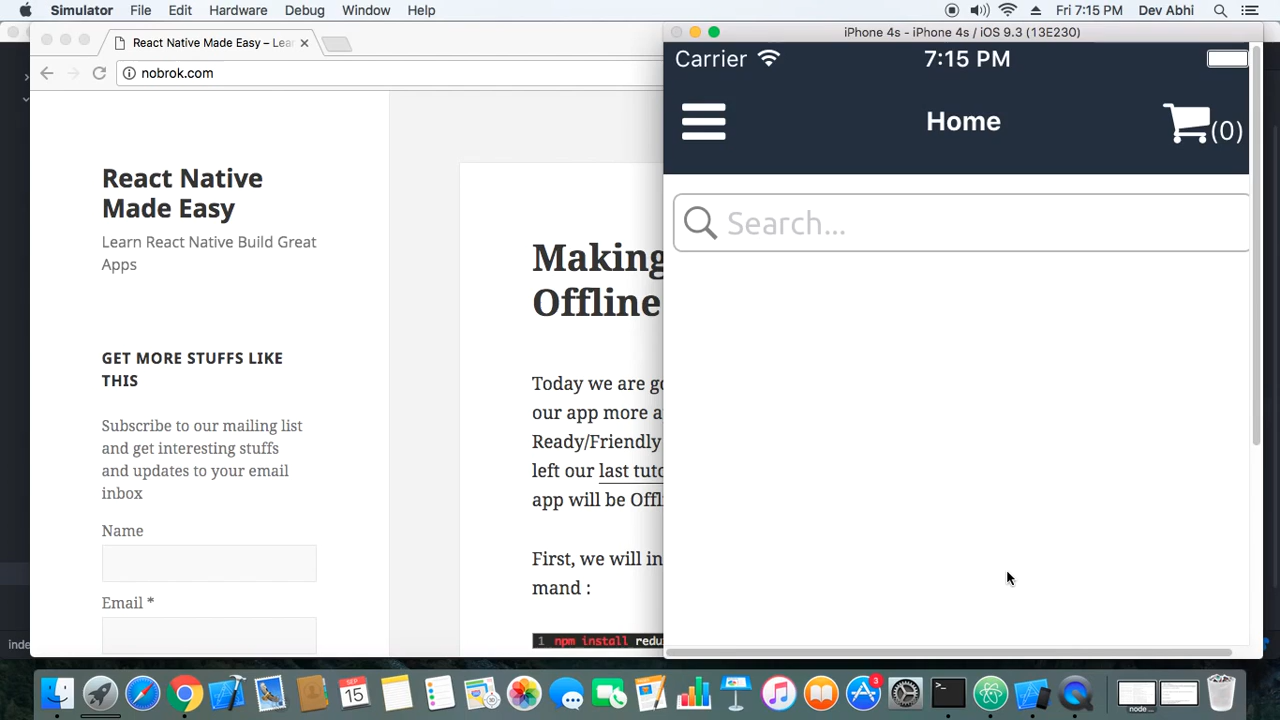 Simulator File Edit Hardware Debug Window Help Fri 7:15 PM Dev Abhi
React Native Made Easy – Lea
nobrok.com
React Native
Made Easy
Learn React Native Build Great
Apps
GET MORE STUFFS LIKE
THIS
Subscribe to our mailing list
and get interesting stuffs
and updates to your email
inbox
Name
Email *
Making
Offline
Today we are go
our app more a
Ready/Friendly
left our last tuto
app will be Offli
First, we will in
mand :
1 npm install redu
iPhone 4s - iPhone 4s / iOS 9.3 (13E230)
Carrier 7:15 PM
Home (0)
Search...
inde
SEP
15
3
node